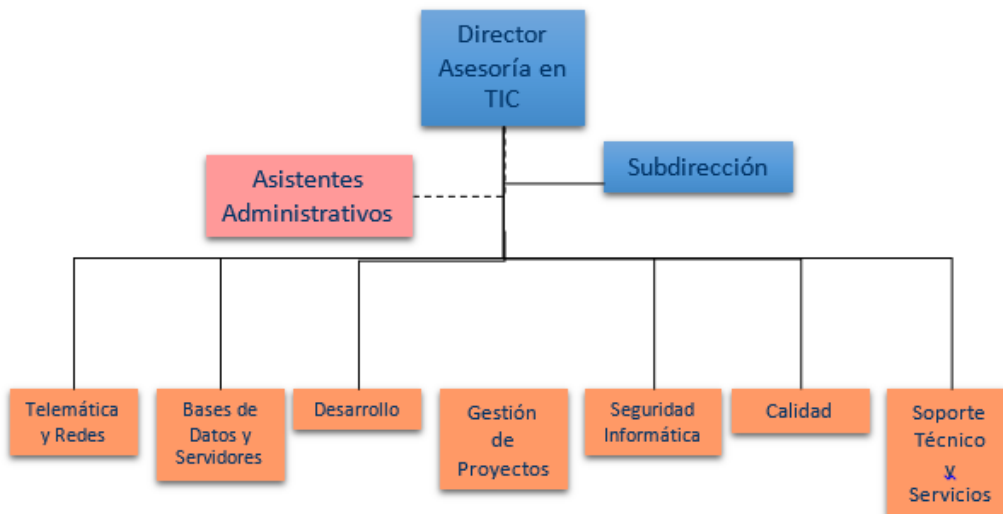 Director
Asesoría en
TIC
Asistentes
Administrativos
Subdirección
Telemática
y Redes
Bases de
Datos y
Servidores
Desarrollo
Gestión
de
Proyectos
Seguridad
Informática
Calidad
Soporte
Técnico
y
Servicios